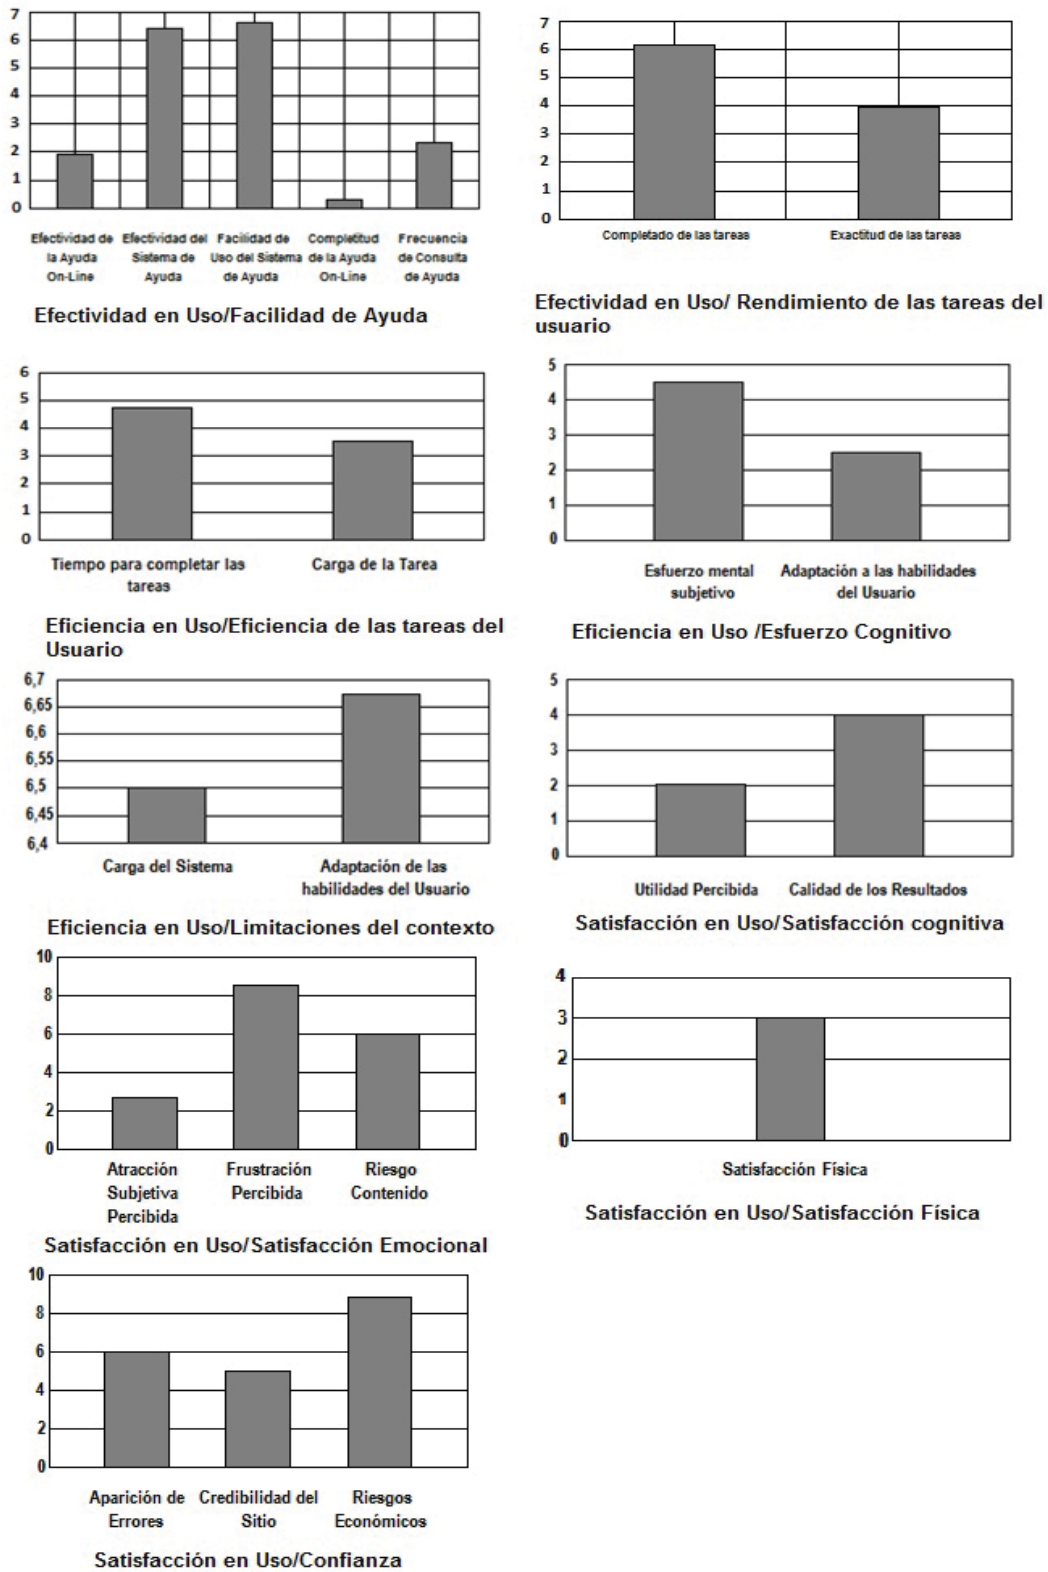 7
6
5
4
3
2
1
0
Efectividad de
la Ayuda
On-Line
Efectividad del
Sistema de
Ayuda
Facilidad de
Uso del Sistema
de Ayuda
Completitud
de la Ayuda
On-Line
Frecuencia
de Consulta
de Ayuda
Efectividad en Uso/Facilidad de Ayuda
7
6
5
4
3
2
1
0
Completado de las tareas
Exactitud de las tareas
Efectividad en Uso/ Rendimiento de las tareas del
usuario
6
5
4
3
2
1
0
Tiempo para completar las
tareas
Carga de la Tarea
Eficiencia en Uso/Eficiencia de las tareas del
Usuario
5
4
3
2
1
0
Esfuerzo mental
subjetivo
Adaptación a las habilidades
del Usuario
Eficiencia en Uso /Esfuerzo Cognitivo
6,7
6,65
6,6
6,55
6,5
6,45
6,4
Carga del Sistema
Adaptación de las
habilidades del Usuario
Eficiencia en Uso/Limitaciones del contexto
5
4
3
2
1
0
Utilidad Percibida
Calidad de los Resultados
Satisfacción en Uso/Satisfacción cognitiva
10
8
6
4
2
0
Atracción
Subjetiva
Percibida
Frustración
Percibida
Riesgo
Contenido
Satisfacción en Uso/Satisfacción Emocional
4
3
2
1
0
Satisfacción Física
Satisfacción en Uso/Satisfacción Física
10
8
6
4
2
0
Aparición de
Errores
Credibilidad del
Sitio
Riesgos
Económicos
Satisfacción en Uso/Confianza